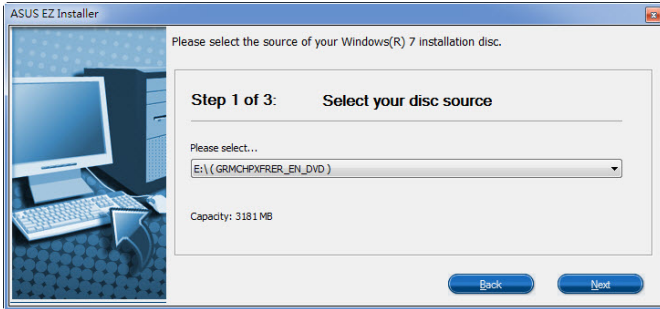 ASUS EZ Installer
Please select the source of your Windows(R) 7 installation disc.
Step 1 of 3: Select your disc source
Please select...
E:\ ( GRMCHPXFRER_EN_DVD )
Capacity: 3181 MB
Back Next